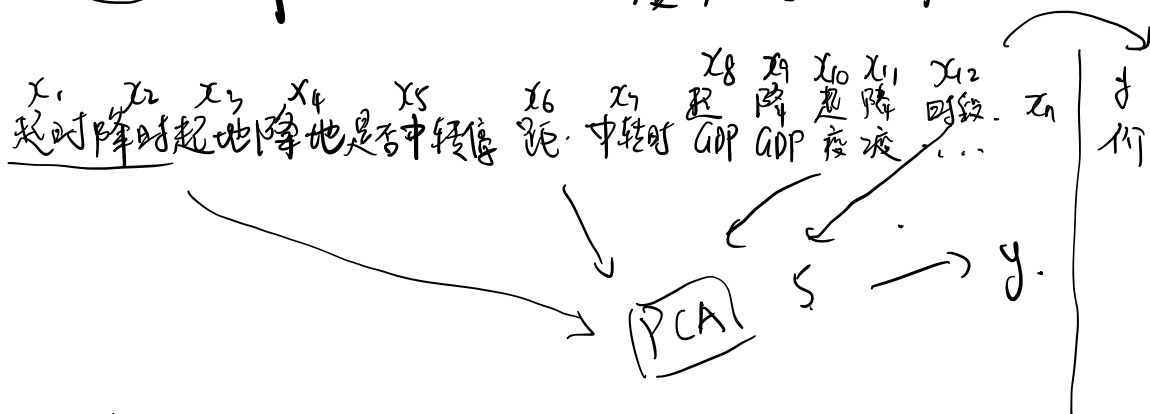 x₁ x₂ x₃ x₄ x₅ x₆ x₇ x₈ x₉ x₁₀ x₁₁ x₁₂ xₙ y
起时 降时 起地 降地 是否中转停 距. 中转时 起GDP 降GDP 起疫 降疫 时段. .... 价
PCA 5 → y.